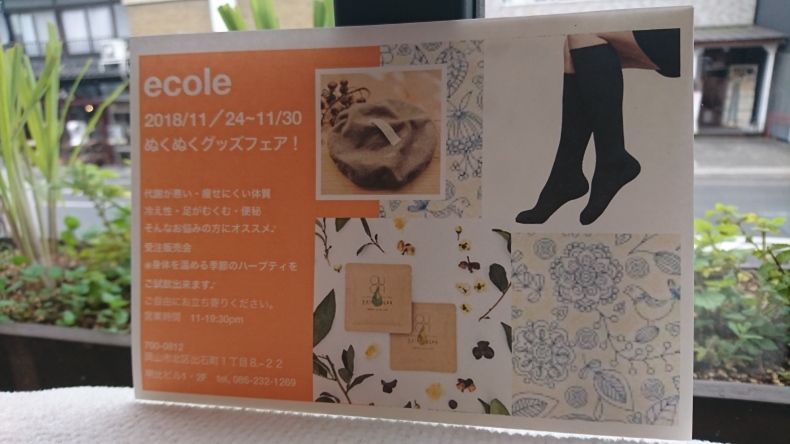 ecole
2018/11/24~11/30
ぬくぬくグッズフェア！
代謝が悪い・痩せにくい体質
冷え性・足がむくむ・便秘
そんなお悩みの方にオススメ♪
受注販売会
※身体を温める季節のハーブティを
ご試飲出来ます♪
ご自由にお立ち寄りください。
営業時間 11-19:30pm
700-0812
岡山市北区出石町１丁目８−２２
明比ビル1・2F tel, 086-232-1269